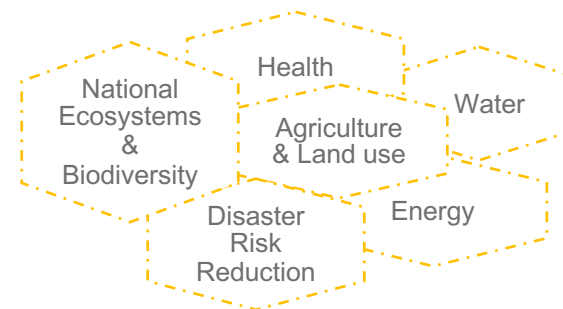 Health
National
Ecosystems
&
Biodiversity
Water
Agriculture
& Land use
Energy
Disaster
Risk
Reduction